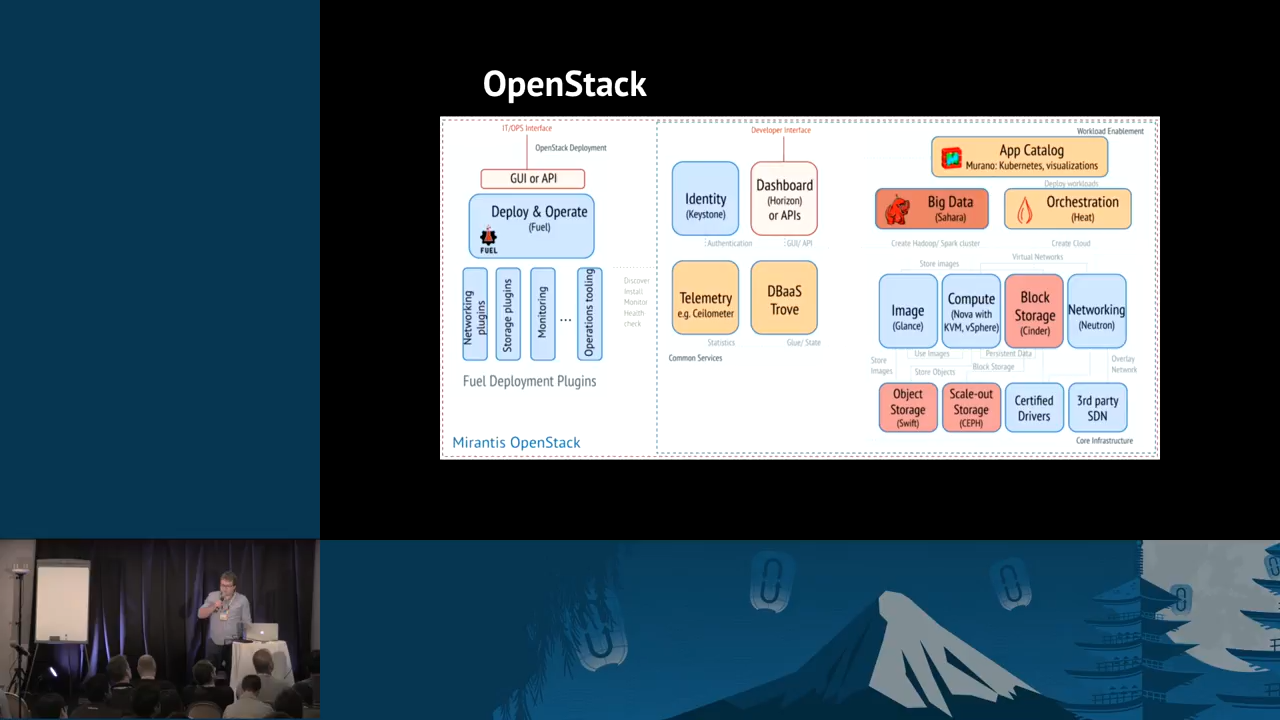 OpenStack
IT/OPS Interface
OpenStack Deployment
GUI or API
Deploy & Operate
(Fuel)
FUEL
Networking
plugins
Storage plugins
Monitoring
...
Operations tooling
Discover
Install
Monitor
Health
check
Fuel Deployment Plugins
Mirantis OpenStack
Developer Interface
Identity
(Keystone)
Dashboard
(Horizon)
or APIs
Authentication
GUI/ API
Telemetry
e.g. Ceilometer
DBaaS
Trove
Statistics
Glue/ State
Common Services
Workload Enablement
App Catalog
Murano: Kubernetes, visualizations
Deploy workloads
Big Data
(Sahara)
Orchestration
(Heat)
Create Hadoop/ Spark cluster
Create Cloud
Virtual Networks
Store images
Image
(Glance)
Compute
(Nova with
KVM, vSphere)
Block
Storage
(Cinder)
Networking
(Neutron)
Store
Images
Use Images
Persistent Data
Store Objects
Block Storage
Overlay
Network
Object
Storage
(Swift)
Scale-out
Storage
(CEPH)
Certified
Drivers
3rd party
SDN
Core Infrastructure